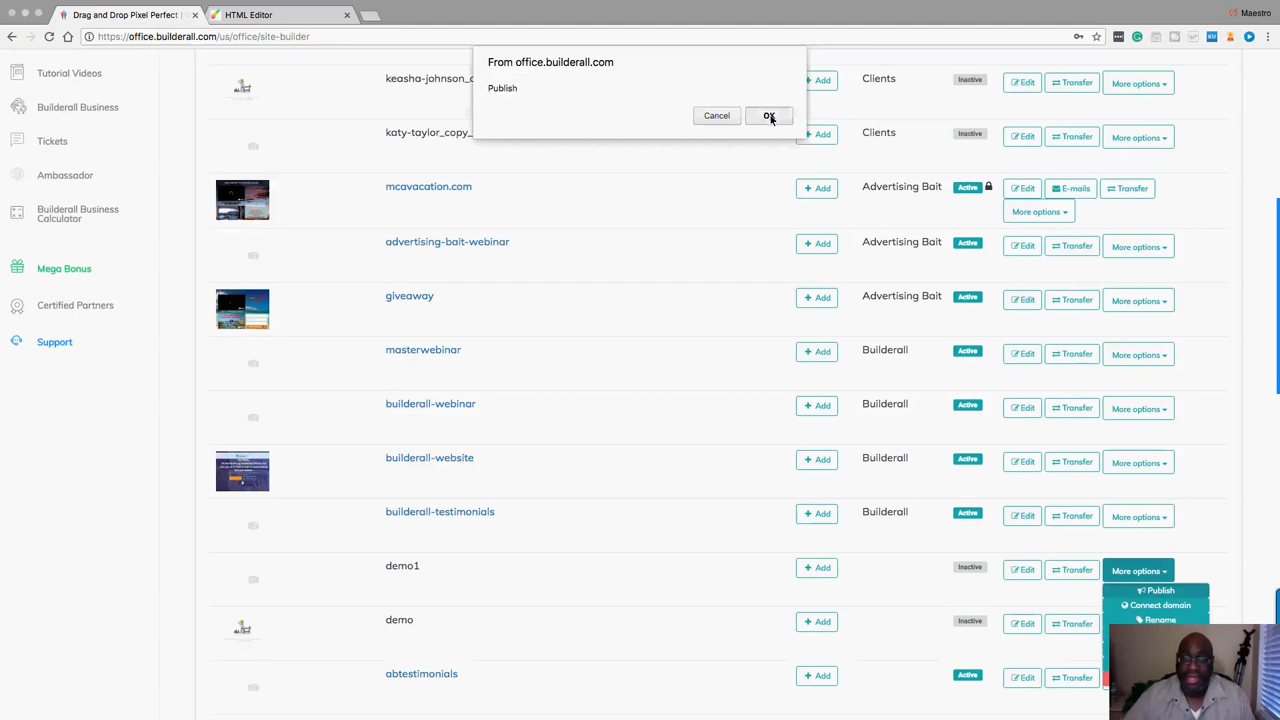 Drag and Drop Pixel Perfect |
HTML Editor
Maestro
https://office.builderall.com/us/office/site-builder
From office.builderall.com
Publish
Cancel
Tutorial Videos
Builderall Business
Tickets
Ambassador
Builderall Business
Calculator
Mega Bonus
Certified Partners
Support
keasha-johnson_c
Add
Clients
Inactive
Edit
Transfer
More options
katy-taylor_copy_
+ Add
Clients
Inactive
Edit
Transfer
More options
mcavacation.com
+ Add
Advertising Bait
Active
Edit
E-mails
Transfer
More options
advertising-bait-webinar
+ Add
Advertising Bait
Active
Edit
Transfer
More options
giveaway
+ Add
Advertising Bait
Active
Edit
Transfer
More options
masterwebinar
+ Add
Builderall
Active
Edit
Transfer
More options
builderall-webinar
+ Add
Builderall
Active
Edit
Transfer
More options
builderall-website
+ Add
Builderall
Active
Edit
Transfer
More options
builderall-testimonials
+ Add
Builderall
Active
Edit
Transfer
More options
demo1
+ Add
Inactive
Edit
Transfer
More options
Publish
Connect domain
Rename
demo
+ Add
Inactive
Edit
Transfer
abtestimonials
+ Add
Active
Edit
Transfer